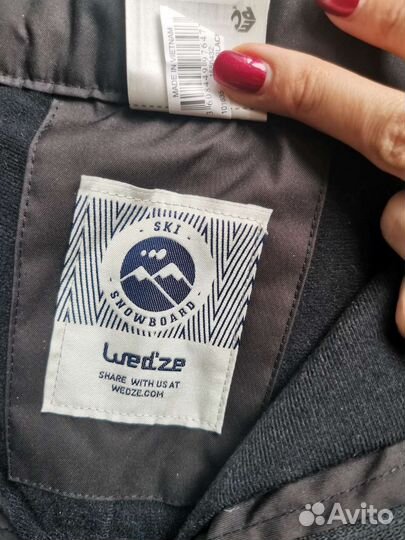 MADE IN VIETNAM
SKI
SNOWBOARD
Wed'ze
SHARE WITH US AT
WEDZE.COM
Avito